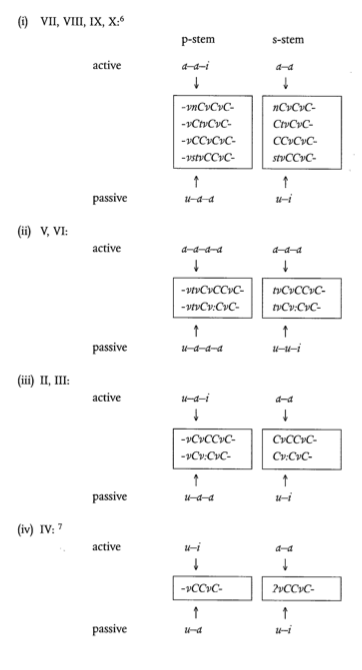 (i) VII, VIII, IX, X:⁶
p-stem s-stem
active a–a–i a–a
↓ ↓
-vnCvCvC- nCvCvC-
-vCtvCvC- CtvCvC-
-vCCvCvC- CCvCvC-
-vstvCCvC- stvCCvC-
↑ ↑
passive u–a–a u–i
(ii) V, VI:
active a–a–a–a a–a–a
↓ ↓
-vtvCvCCvC- tvCvCCvC-
-vtvCv:CvC- tvCv:CvC-
↑ ↑
passive u–a–a–a u–u–i
(iii) II, III:
active u–a–i a–a
↓ ↓
-vCvCCvC- CvCCvC-
-vCv:CvC- Cv:CvC-
↑ ↑
passive u–a–a u–i
(iv) IV: ⁷
active u–i a–a
↓ ↓
-vCCvC- ʔvCCvC-
↑ ↑
passive u–a u–i